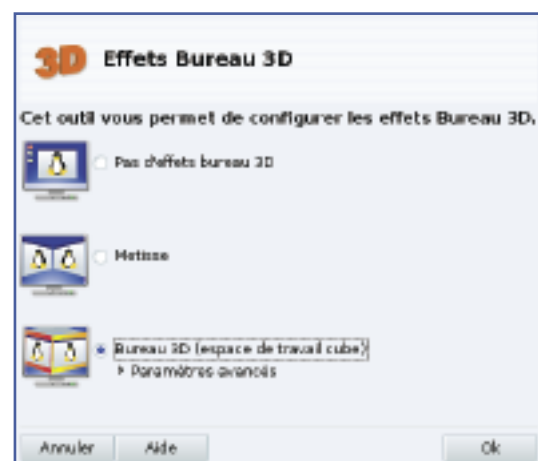 3D Effets Bureau 3D
Cet outil vous permet de configurer les effets Bureau 3D.
Pas d'effets bureau 3D
Metisse
Bureau 3D (espace de travail cube)
Paramètres avancés
Annuler Aide Ok